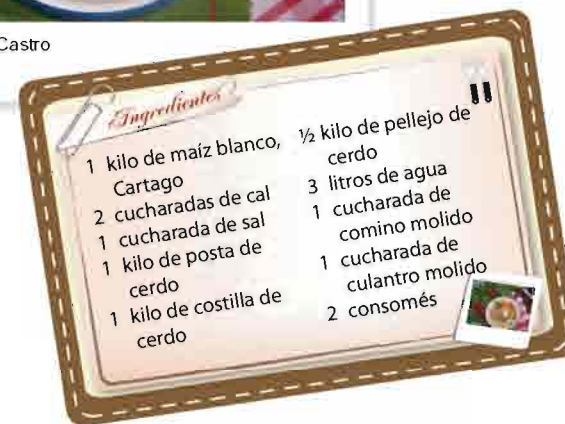 Castro
Ingredientes
1 kilo de maíz blanco,
Cartago
2 cucharadas de cal
1 cucharada de sal
1 kilo de posta de
cerdo
1 kilo de costilla de
cerdo
½ kilo de pellejo de
cerdo
3 litros de agua
1 cucharada de
comino molido
1 cucharada de
culantro molido
2 consomés